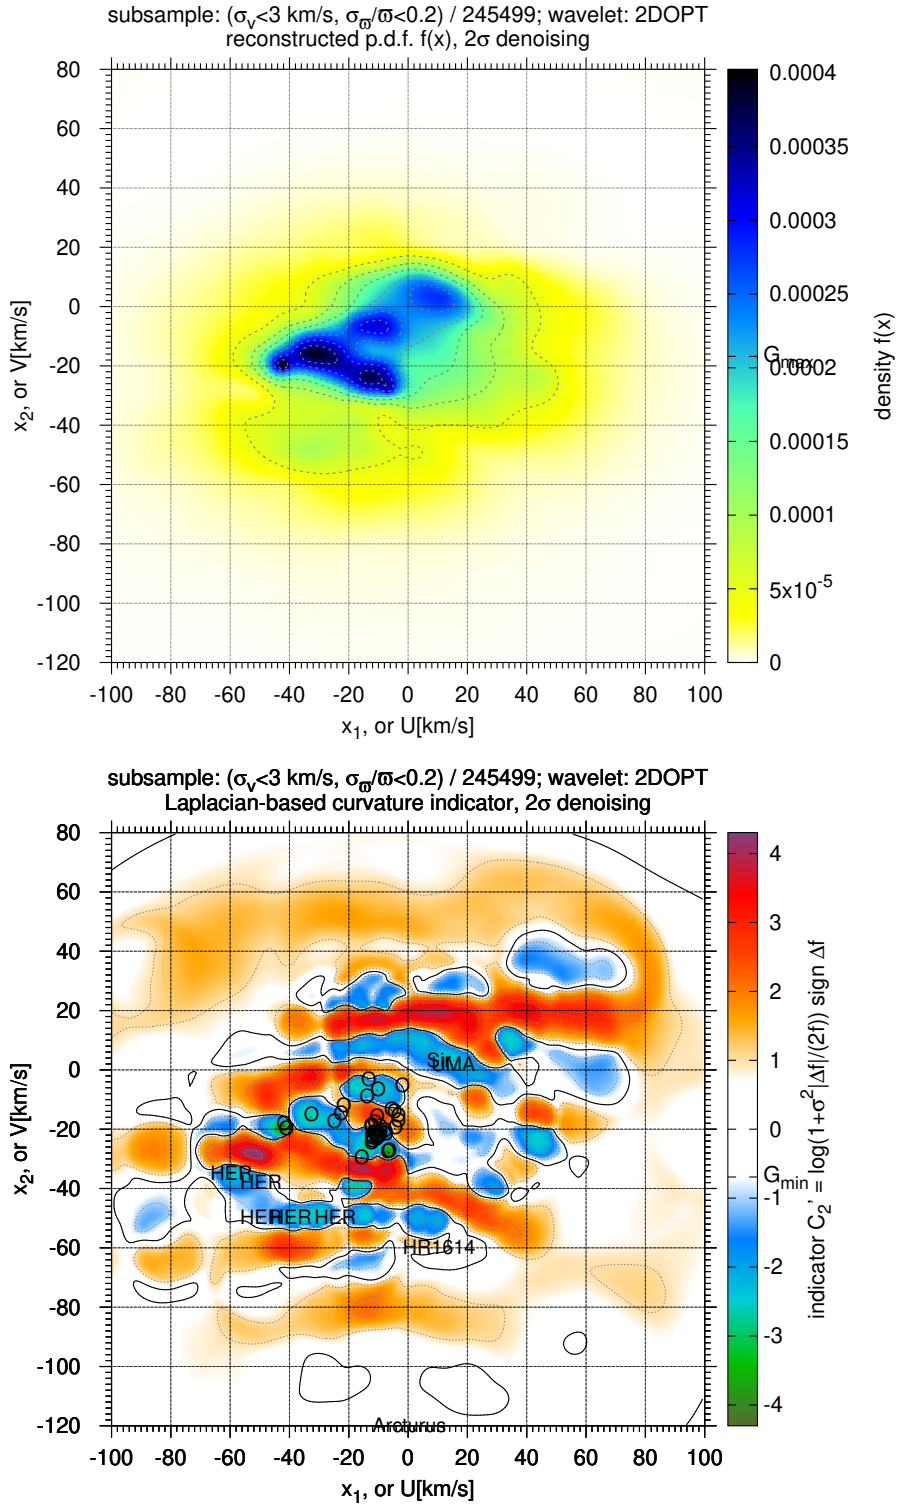 subsample: (σv<3 km/s, σϖ/ϖ<0.2) / 245499; wavelet: 2DOPT
reconstructed p.d.f. f(x), 2σ denoising
80
60
40
20
0
-20
-40
-60
-80
-100
-120
x2, or V[km/s]
-100 -80 -60 -40 -20 0 20 40 60 80 100
x1, or U[km/s]
0.0004
0.00035
0.0003
0.00025
0.0002
Gmax
0.00015
0.0001
5x10-5
0
density f(x)
subsample: (σv<3 km/s, σϖ/ϖ<0.2) / 245499; wavelet: 2DOPT
Laplacian-based curvature indicator, 2σ denoising
80
60
40
20
0
-20
-40
-60
-80
-100
-120
x2, or V[km/s]
Sir
UMA
HER
HER
HER
HER
HER
HR1614
Arcturus
-100 -80 -60 -40 -20 0 20 40 60 80 100
x1, or U[km/s]
4
3
2
1
0
Gmin
-1
-2
-3
-4
indicator C2' = log(1+σ2|Δf|/(2f)) sign Δf